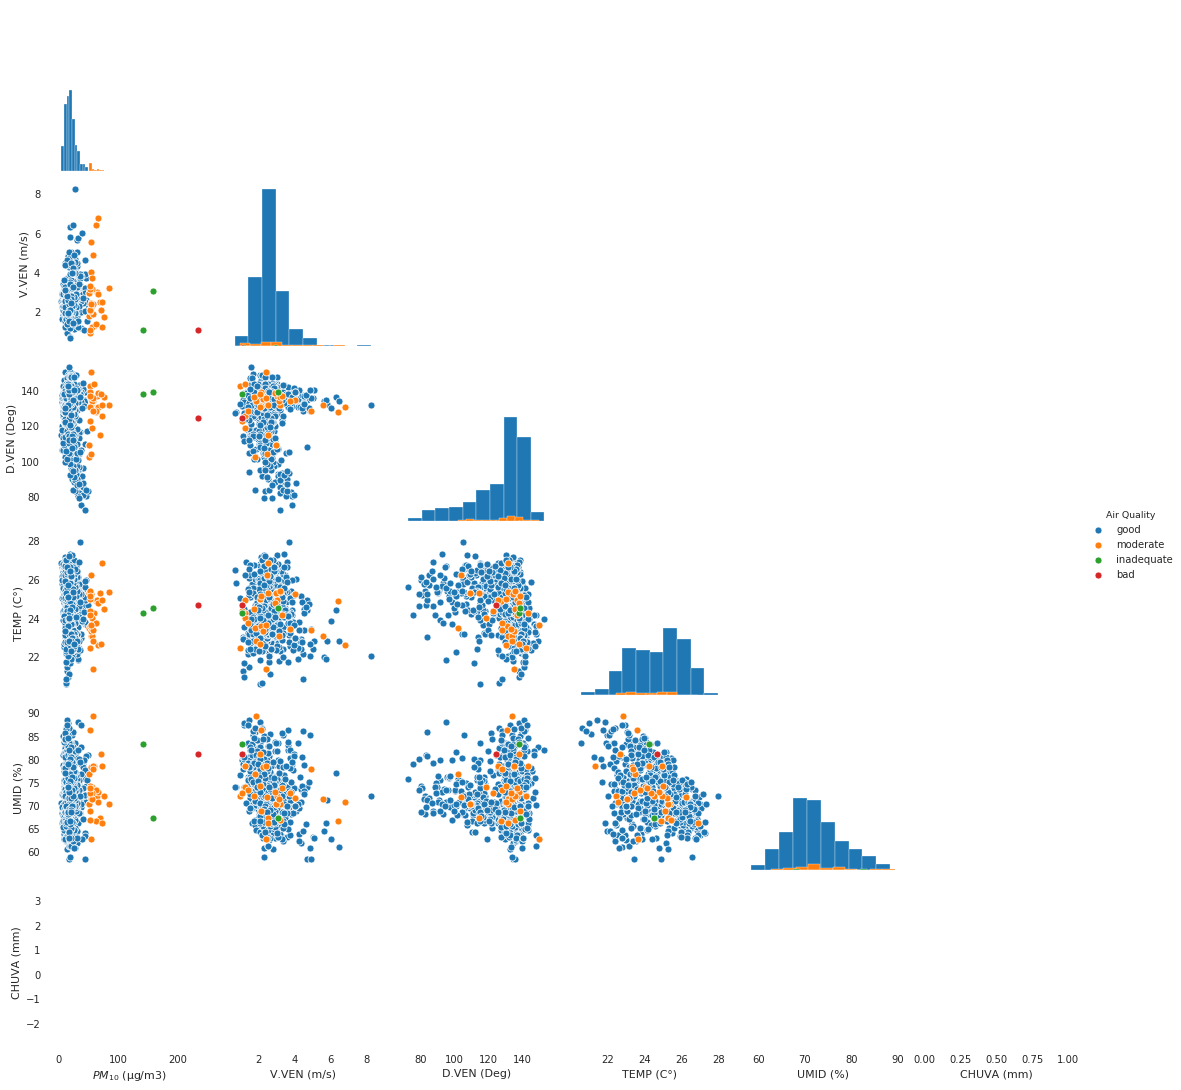 8
6
4
2
V.VEN (m/s)
140
120
100
80
D.VEN (Deg)
28
26
24
22
TEMP (C°)
Air Quality
good
moderate
inadequate
bad
90
85
80
75
70
65
60
UMID (%)
3
2
1
0
−1
−2
CHUVA (mm)
0 100 200
2 4 6 8
80 100 120 140
22 24 26 28
60 70 80 90
0.00 0.25 0.50 0.75 1.00
PM10 (µg/m3)
V.VEN (m/s)
D.VEN (Deg)
TEMP (C°)
UMID (%)
CHUVA (mm)